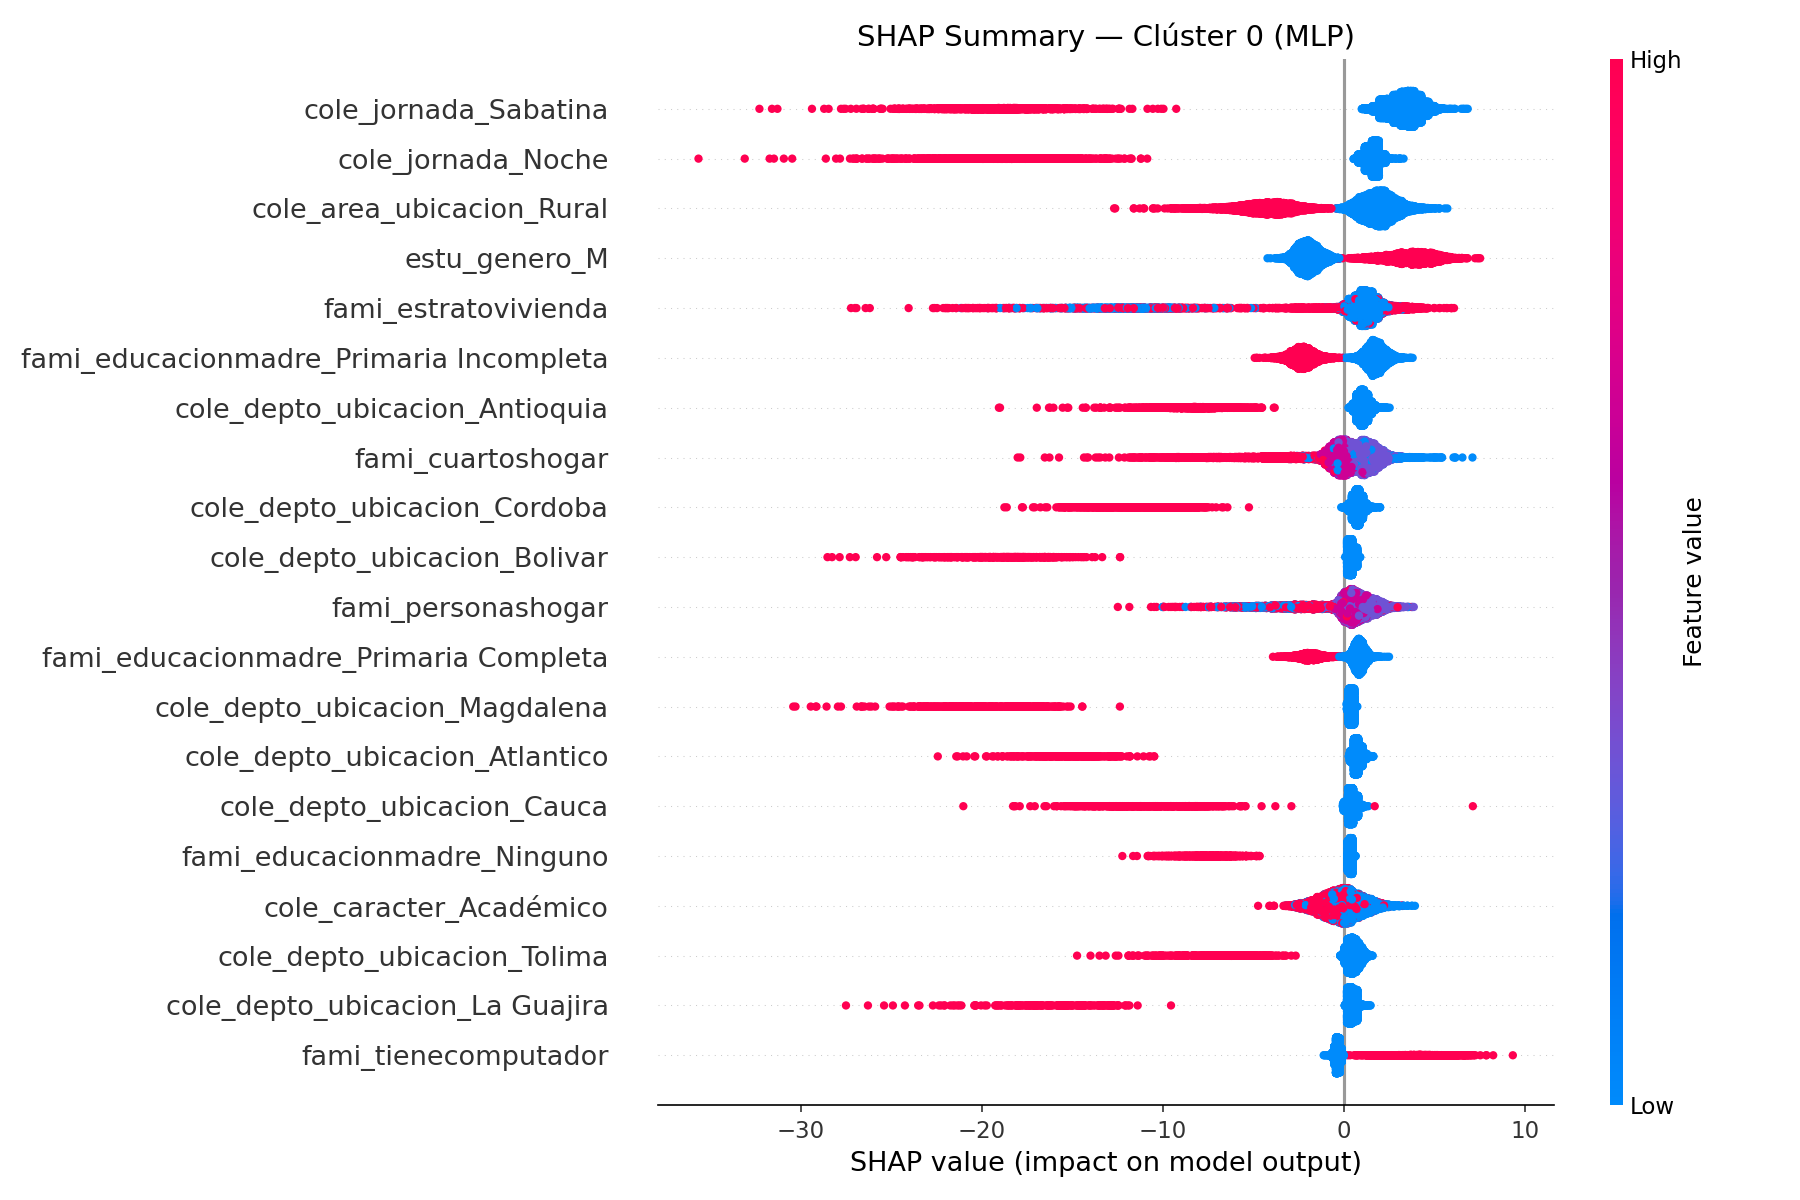 SHAP Summary — Clúster 0 (MLP)
High
cole_jornada_Sabatina
cole_jornada_Noche
cole_area_ubicacion_Rural
estu_genero_M
fami_estratovivienda
fami_educacionmadre_Primaria Incompleta
cole_depto_ubicacion_Antioquia
fami_cuartoshogar
cole_depto_ubicacion_Cordoba
cole_depto_ubicacion_Bolivar
fami_personashogar
fami_educacionmadre_Primaria Completa
cole_depto_ubicacion_Magdalena
cole_depto_ubicacion_Atlantico
cole_depto_ubicacion_Cauca
fami_educacionmadre_Ninguno
cole_caracter_Académico
cole_depto_ubicacion_Tolima
cole_depto_ubicacion_La Guajira
fami_tienecomputador
Feature value
Low
−30 −20 −10 0 10
SHAP value (impact on model output)